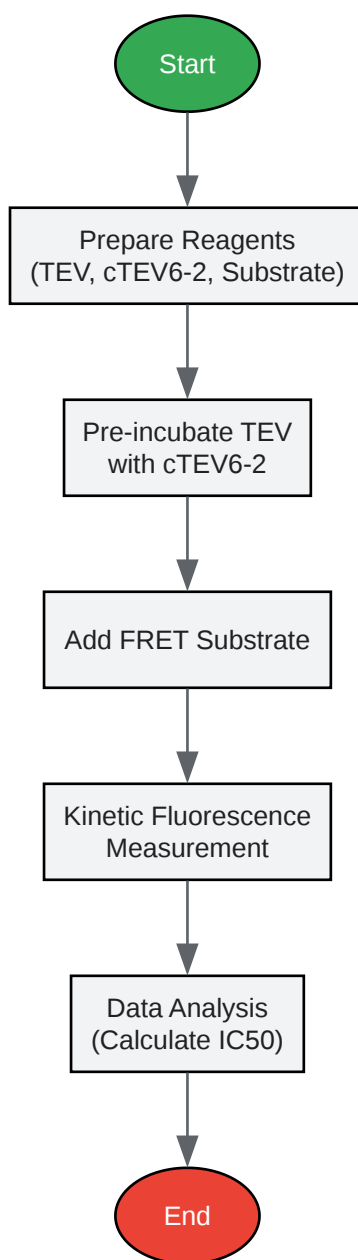 Start
Prepare Reagents
(TEV, cTEV6-2, Substrate)
Pre-incubate TEV
with cTEV6-2
Add FRET Substrate
Kinetic Fluorescence
Measurement
Data Analysis
(Calculate IC50)
End